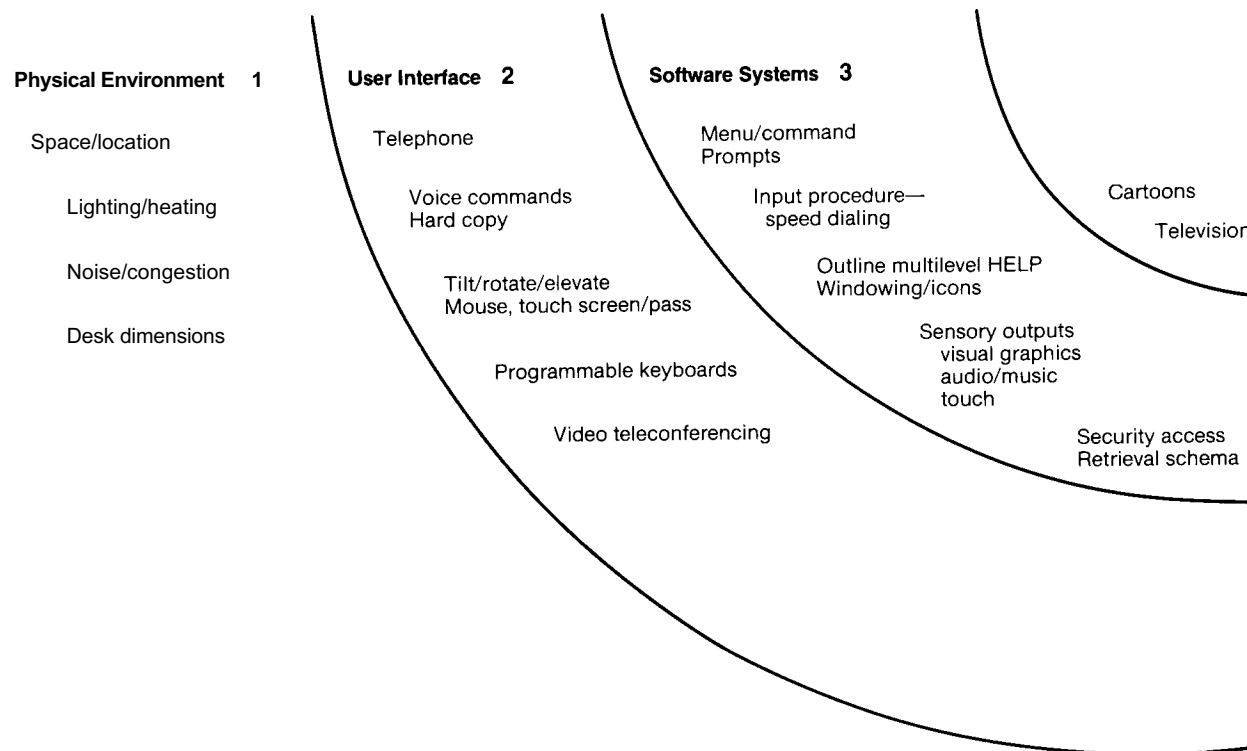 Physical Environment 1
Space/location
Lighting/heating
Noise/congestion
Desk dimensions
User Interface 2
Telephone
Voice commands
Hard copy
Tilt/rotate/elevate
Mouse, touch screen/pass
Programmable keyboards
Video teleconferencing
Software Systems 3
Menu/command
Prompts
Input procedure—
speed dialing
Outline multilevel HELP
Windowing/icons
Sensory outputs
visual graphics
audio/music
touch
Security access
Retrieval schema
Cartoons
Television